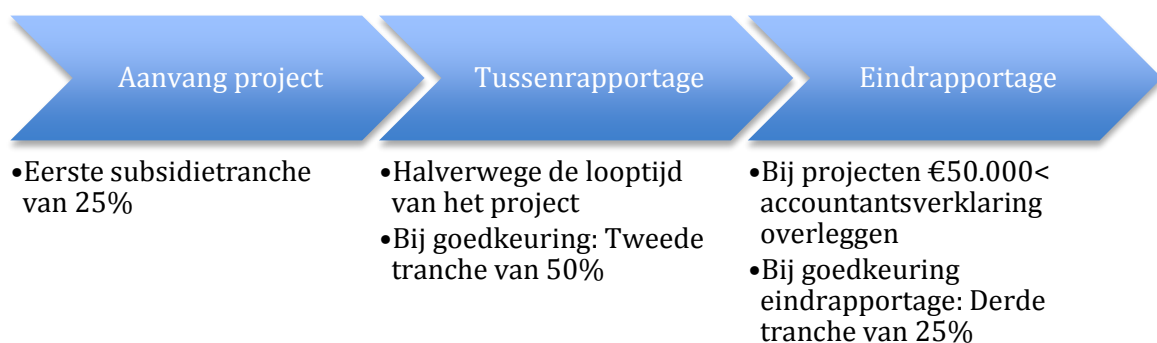 Aanvang project
•Eerste subsidietranche
van 25%
Tussenrapportage
•Halverwege de looptijd
van het project
•Bij goedkeuring: Tweede
tranche van 50%
Eindrapportage
•Bij projecten €50.000<
accountantsverklaring
overleggen
•Bij goedkeuring
eindrapportage: Derde
tranche van 25%